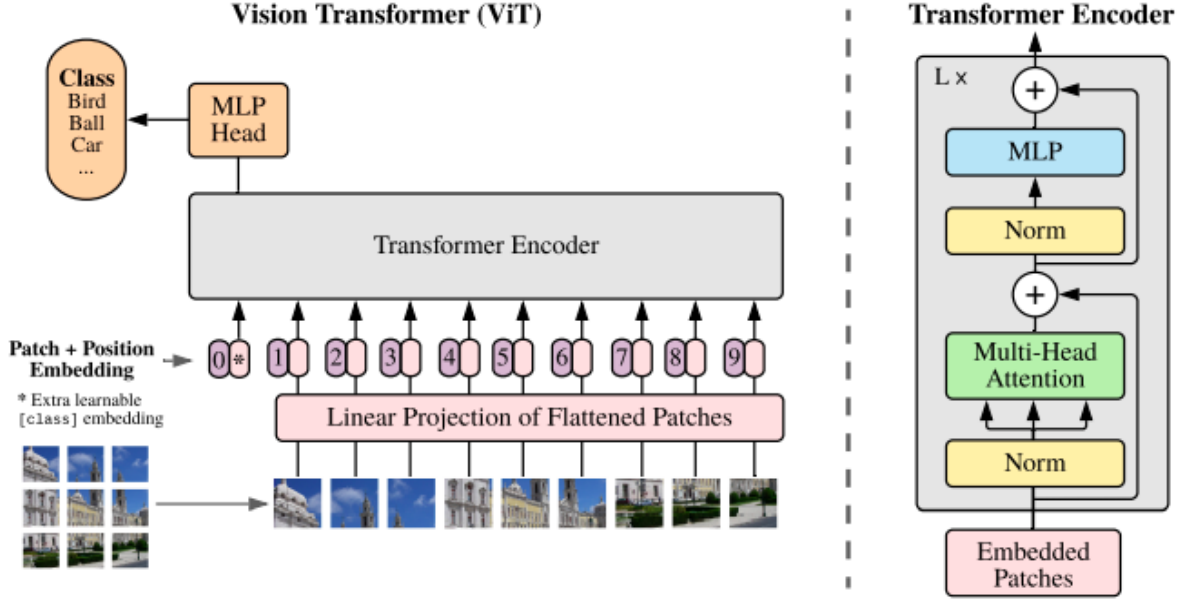 Vision Transformer (ViT)
Class
Bird
Ball
Car
...
MLP
Head
Transformer Encoder
Patch + Position
Embedding
0 * 1 2 3 4 5 6 7 8 9
* Extra learnable
[class] embedding
Linear Projection of Flattened Patches
Transformer Encoder
L ×
+
MLP
Norm
+
Multi-Head
Attention
Norm
Embedded
Patches